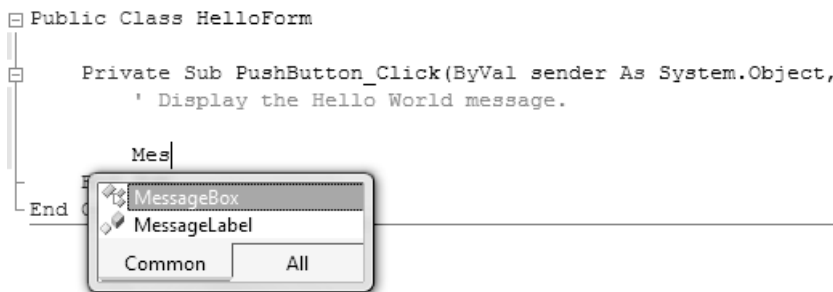 Public Class HelloForm
Private Sub PushButton_Click(ByVal sender As System.Object,
' Display the Hello World message.
Mes
End
MessageBox
MessageLabel
Common All